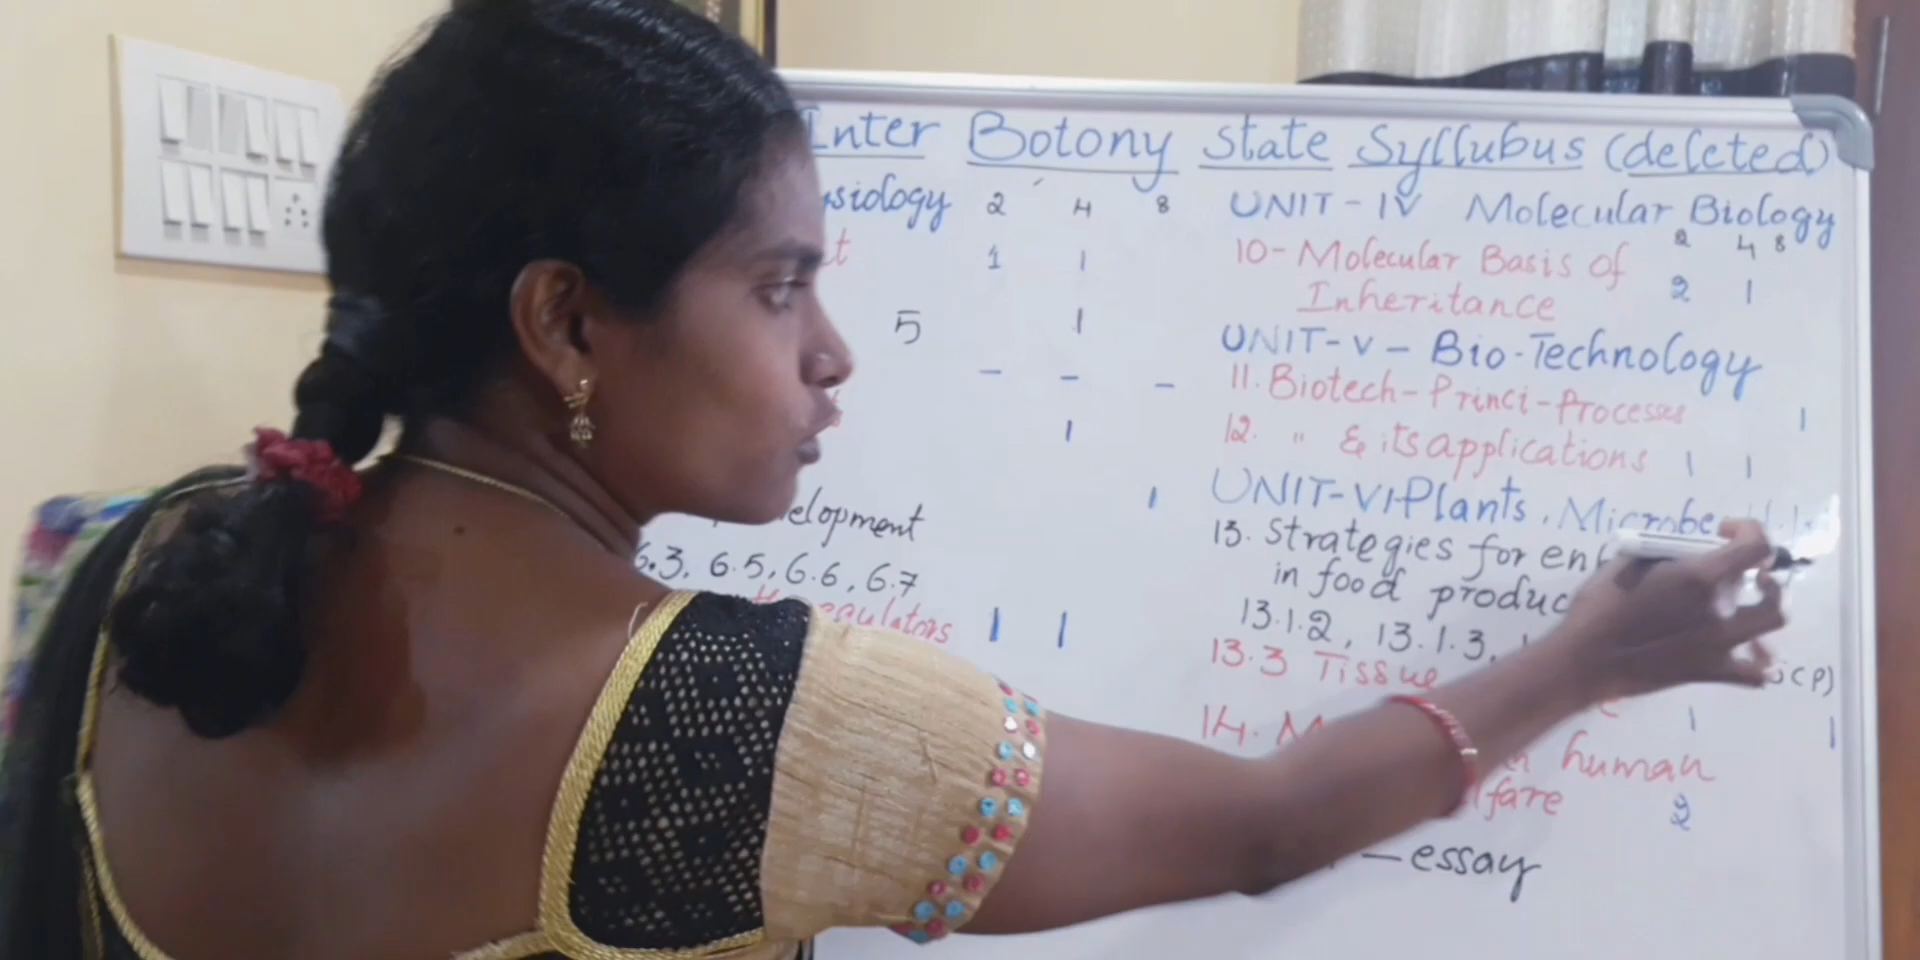 Inter Botony State Syllubus (deleted)
siology 2 4 8
t 1 1
5 1
- - -
1
1
elopment
6.3, 6.5, 6.6, 6.7
1 1
UNIT - IV Molecular Biology
2 4 8
10- Molecular Basis of
Inheritance 2 1
UNIT-V - Bio-Technology
11. Biotech-Princi-Processes 1
12. " & its applications 1 1
UNIT-VI-Plants, Microbe
13. Strategies for en
in food produc
13.1.2, 13.1.3,
13.3 Tissue
14. M 1 1
human
lfare 2
- essay